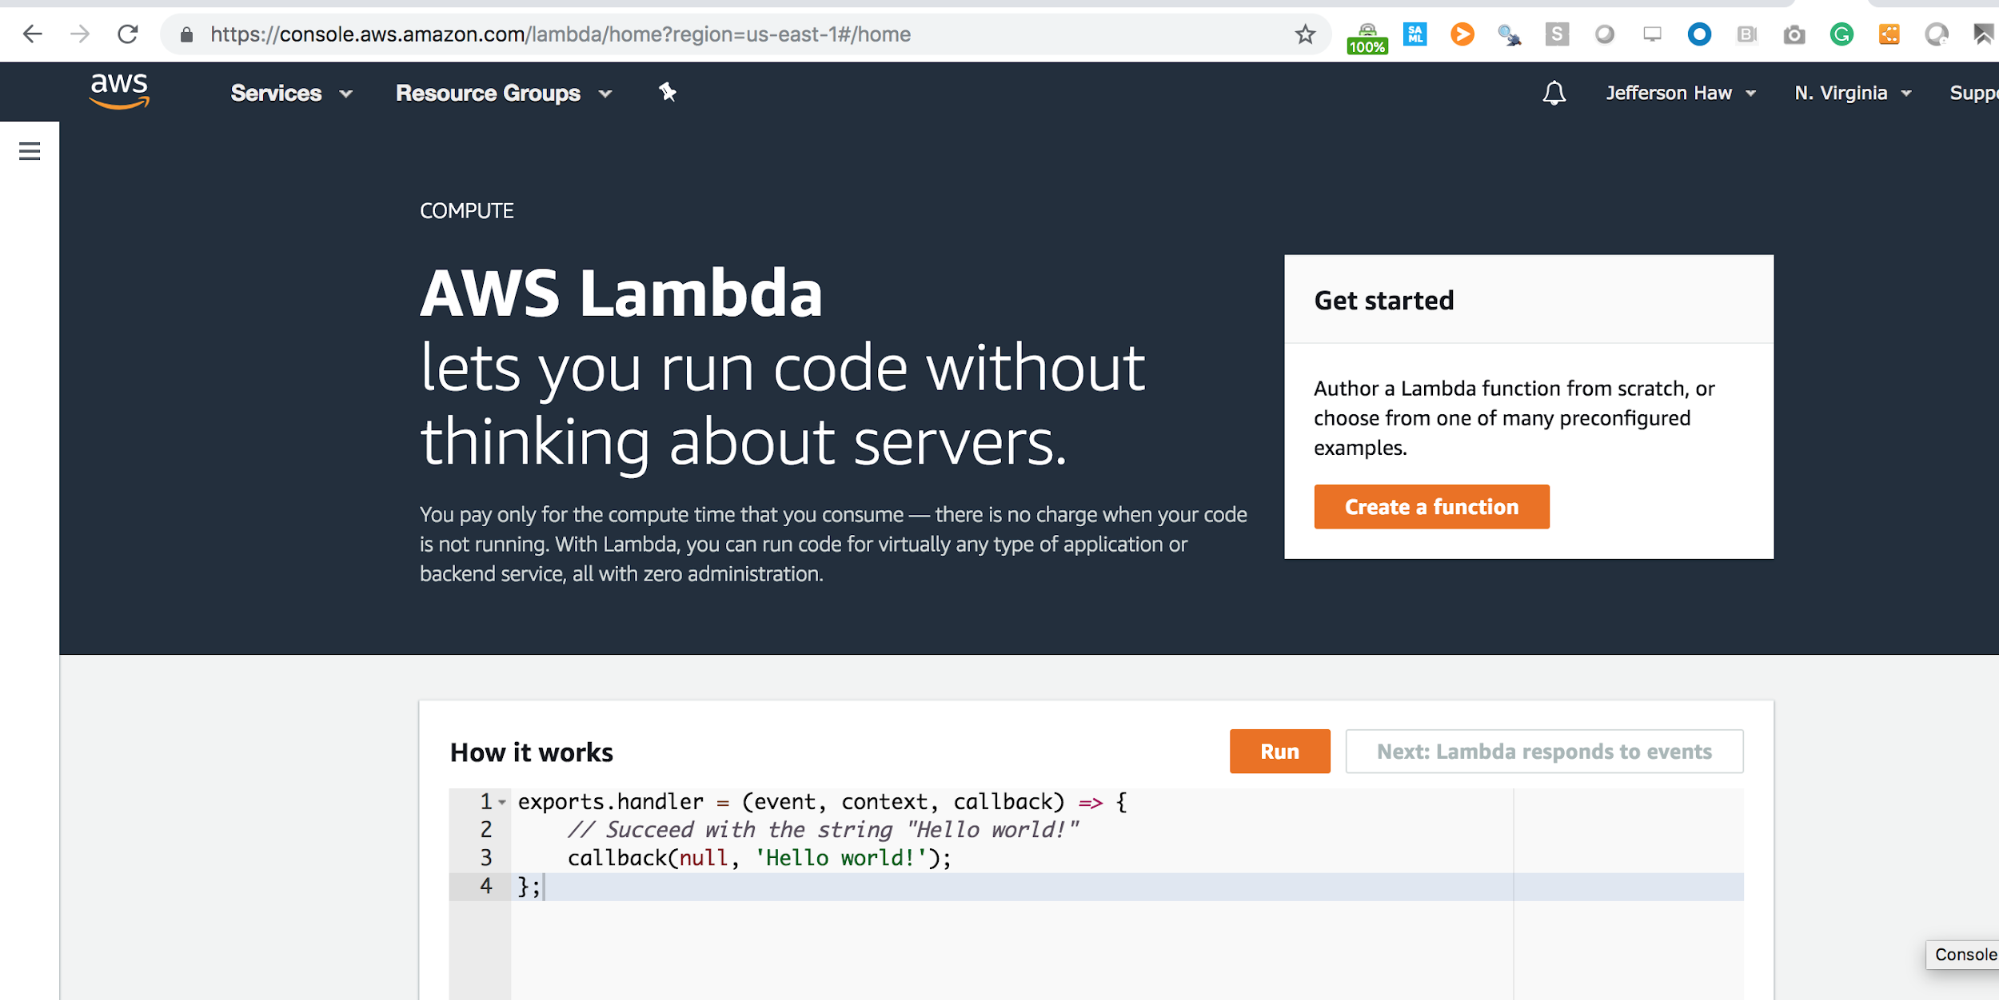 https://console.aws.amazon.com/lambda/home?region=us-east-1#/home
100%
SA
ML
S
B
G
aws
Services
Resource Groups
Jefferson Haw
N. Virginia
Suppo
COMPUTE
AWS Lambda
lets you run code without
thinking about servers.
You pay only for the compute time that you consume — there is no charge when your code
is not running. With Lambda, you can run code for virtually any type of application or
backend service, all with zero administration.
Get started
Author a Lambda function from scratch, or
choose from one of many preconfigured
examples.
Create a function
How it works
Run
Next: Lambda responds to events
1 exports.handler = (event, context, callback) => {
2 // Succeed with the string "Hello world!"
3 callback(null, 'Hello world!');
4 };
Console